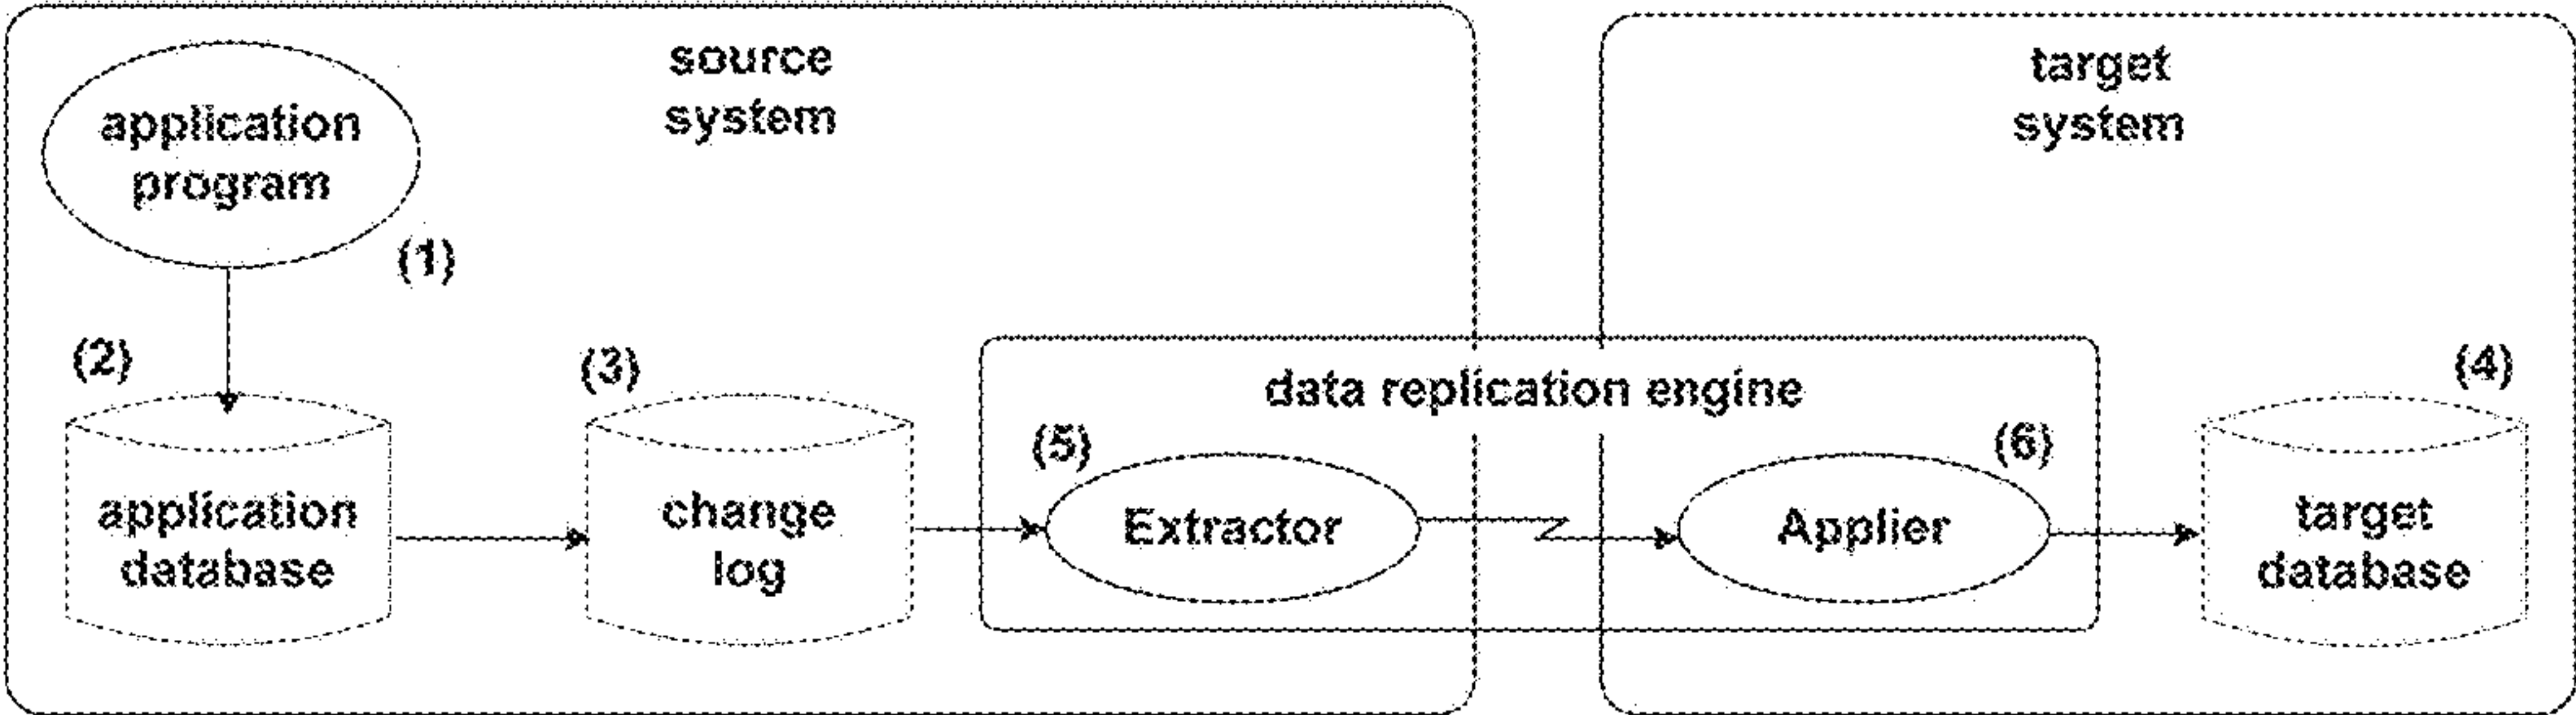 source
system
target
system
application
program
(1)
(2)
(3)
data replication engine
(4)
(5)
(6)
application
database
change
log
Extractor
Applier
target
database